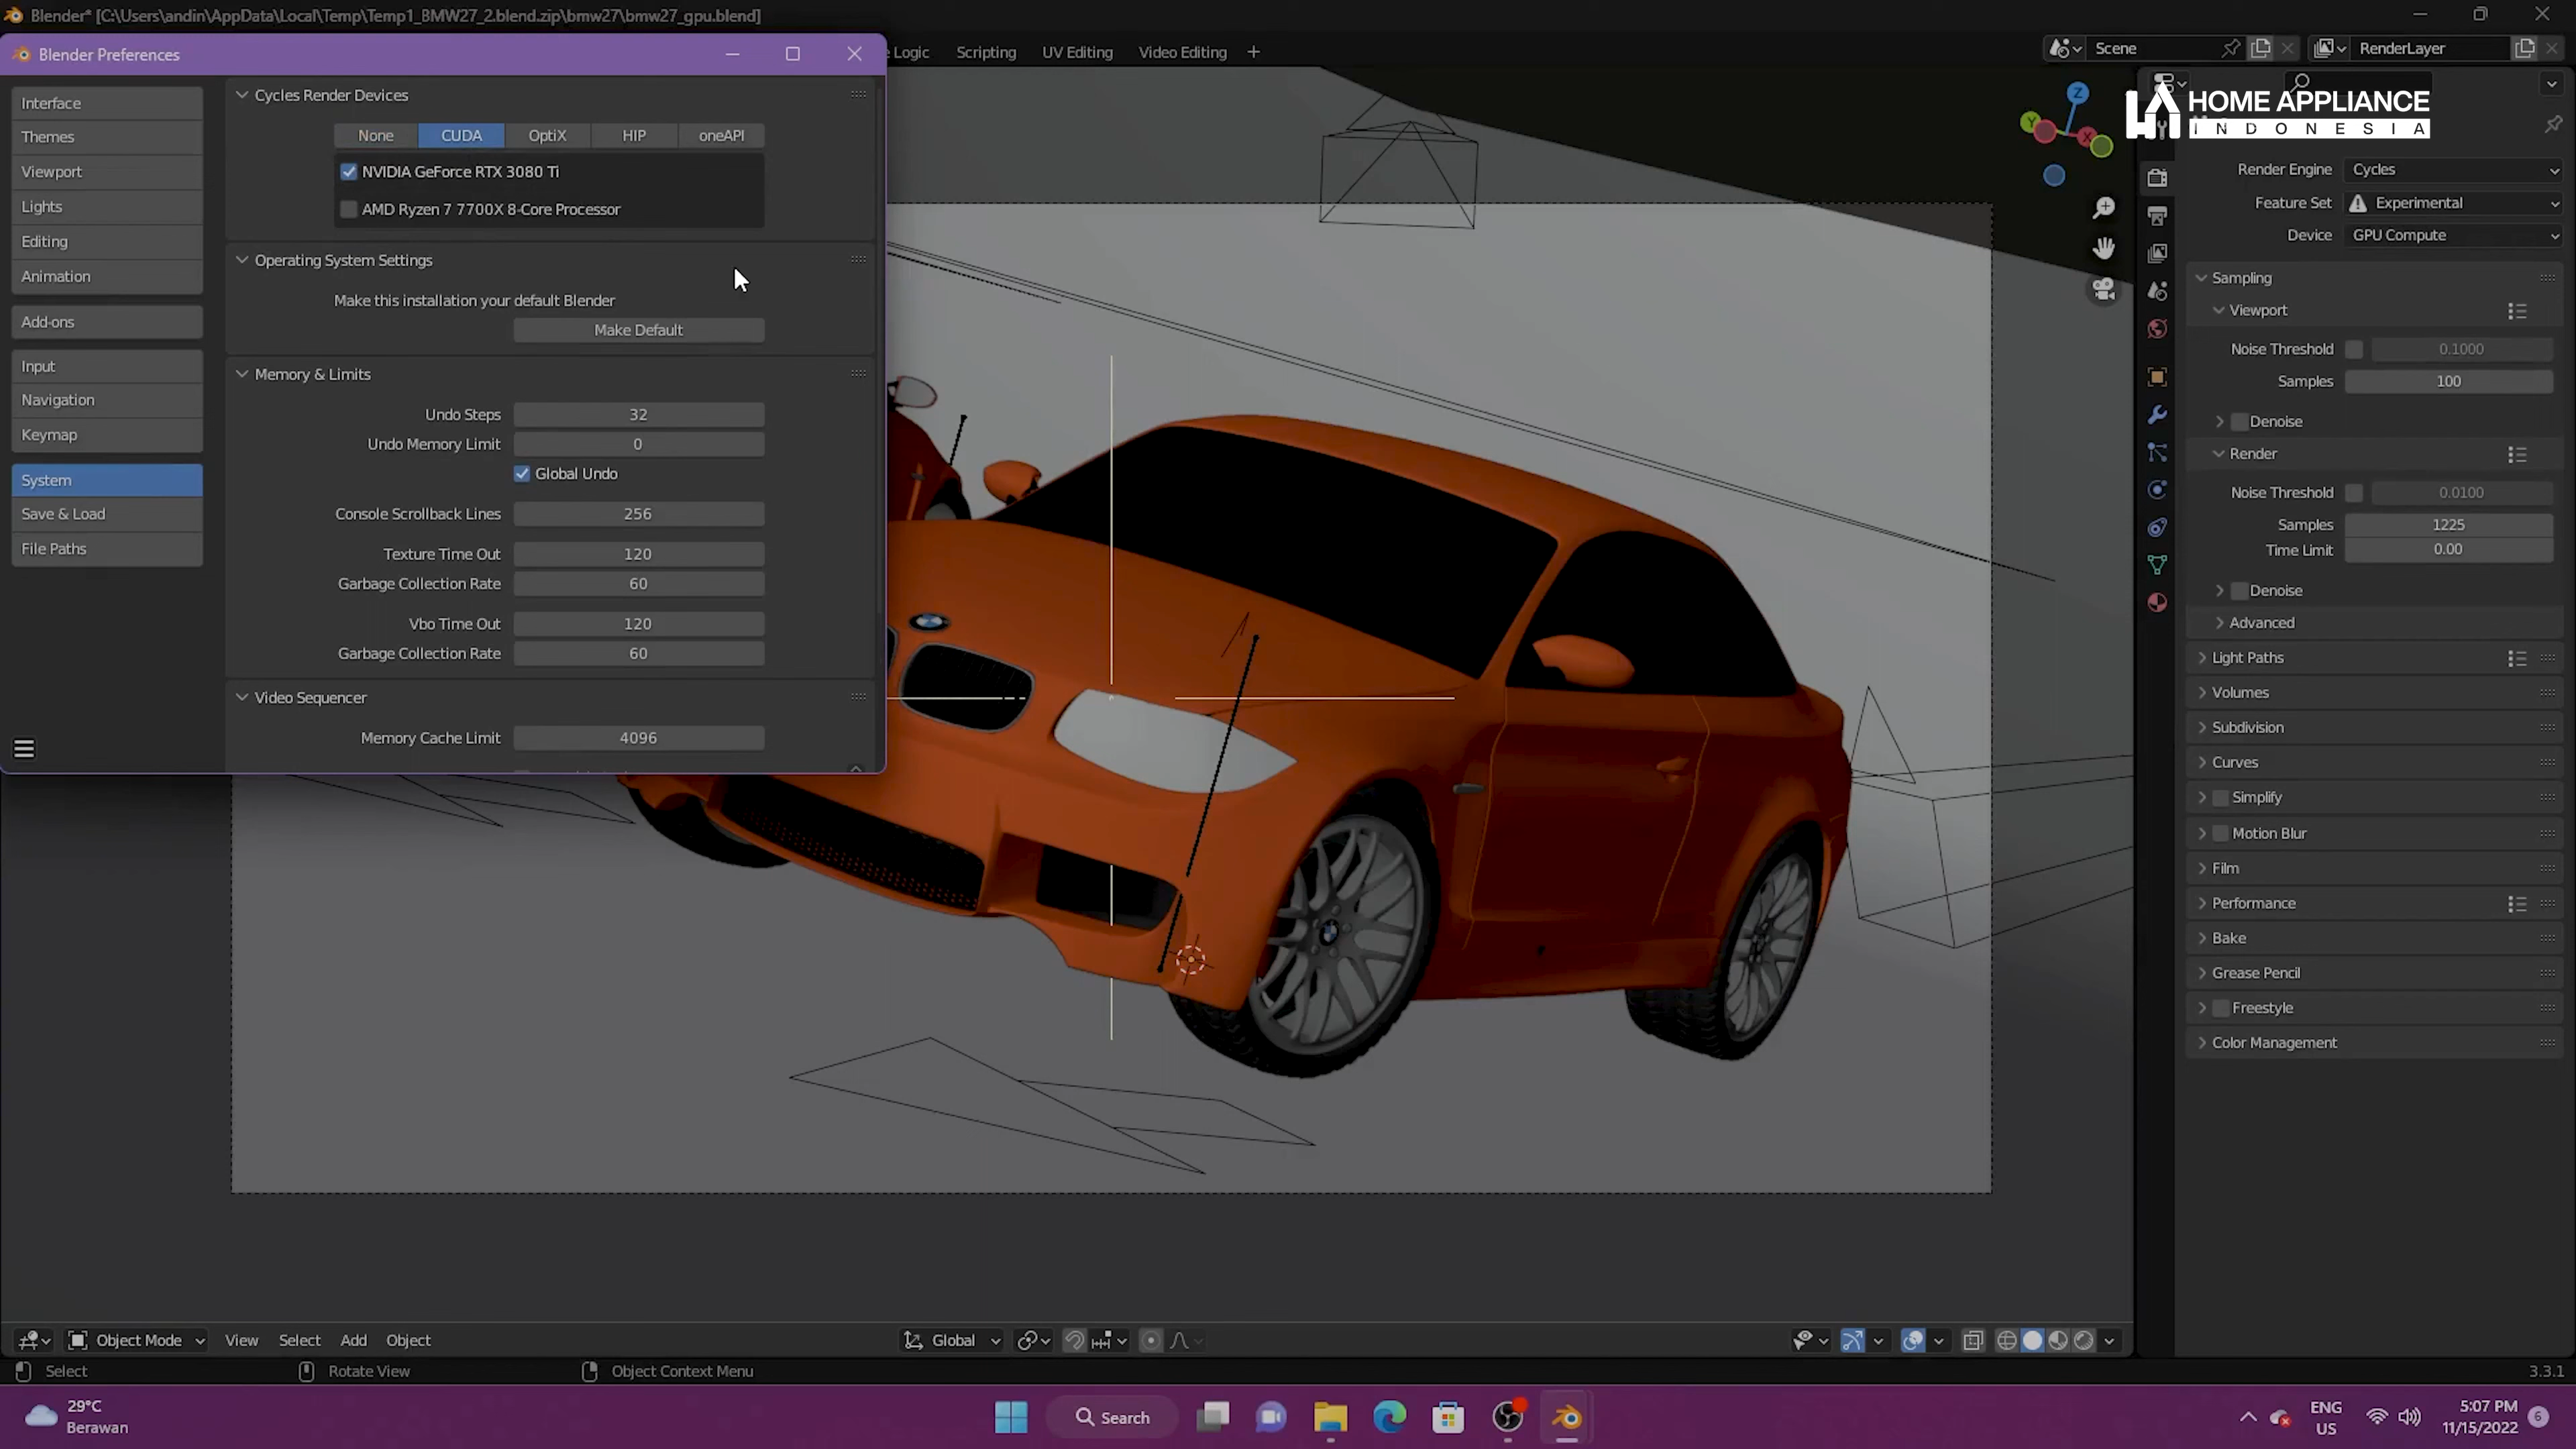 Blender* [C:\Users\andin\AppData\Local\Temp\Temp1_BMW27_2.blend.zip\bmw27\bmw27_gpu.blend]
Blender Preferences
Logic
Scripting
UV Editing
Video Editing
+
Scene
RenderLayer
HOME APPLIANCE
INDONESIA
Interface
Themes
Viewport
Lights
Editing
Animation
Add-ons
Input
Navigation
Keymap
System
Save & Load
File Paths
Cycles Render Devices
None CUDA OptiX HIP oneAPI
NVIDIA GeForce RTX 3080 Ti
AMD Ryzen 7 7700X 8-Core Processor
Operating System Settings
Make this installation your default Blender
Make Default
Memory & Limits
Undo Steps 32
Undo Memory Limit 0
Global Undo
Console Scrollback Lines 256
Texture Time Out 120
Garbage Collection Rate 60
Vbo Time Out 120
Garbage Collection Rate 60
Video Sequencer
Memory Cache Limit 4096
Z
Y
X
Render Engine Cycles
Feature Set Experimental
Device GPU Compute
Sampling
Viewport
Noise Threshold 0.1000
Samples 100
Denoise
Render
Noise Threshold 0.0100
Samples 1225
Time Limit 0.00
Denoise
Advanced
Light Paths
Volumes
Subdivision
Curves
Simplify
Motion Blur
Film
Performance
Bake
Grease Pencil
Freestyle
Color Management
Object Mode View Select Add Object
Global
Select Rotate View Object Context Menu
3.3.1
29°C
Berawan
Search
ENG
US
5:07 PM
11/15/2022
6